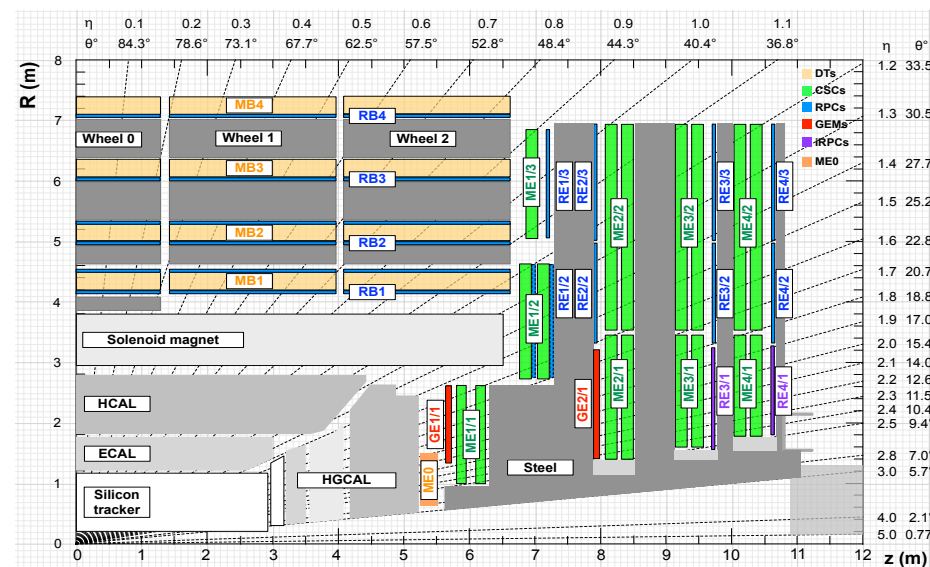 η 0.1 0.2 0.3 0.4 0.5 0.6 0.7 0.8 0.9 1.0 1.1
θ° 84.3° 78.6° 73.1° 67.7° 62.5° 57.5° 52.8° 48.4° 44.3° 40.4° 36.8° η θ°
R (m)
8
7
6
5
4
3
2
1
0
0 1 2 3 4 5 6 7 8 9 10 11 12
z (m)
1.2 33.5°
1.3 30.5
1.4 27.7
1.5 25.2
1.6 22.8
1.7 20.7
1.8 18.8
1.9 17.0
2.0 15.4
2.1 14.0
2.2 12.6
2.3 11.5
2.4 10.4
2.5 9.4°
2.8 7.0°
3.0 5.7°
4.0 2.1°
5.0 0.77°
DTs
CSCs
RPCs
GEMs
iRPCs
ME0
MB4
RB4
Wheel 0 Wheel 1 Wheel 2
MB3
RB3
MB2
RB2
MB1
RB1
Solenoid magnet
HCAL
ECAL
Silicon
tracker
HGCAL
Steel
ME0
GE1/1
ME1/1
ME1/2
ME1/3
RE1/3
RE2/3
RE1/2
RE2/2
GE2/1
ME2/2
ME2/1
ME3/2
ME3/1
RE3/3
RE3/2
RE3/1
ME4/2
ME4/1
RE4/3
RE4/2
RE4/1